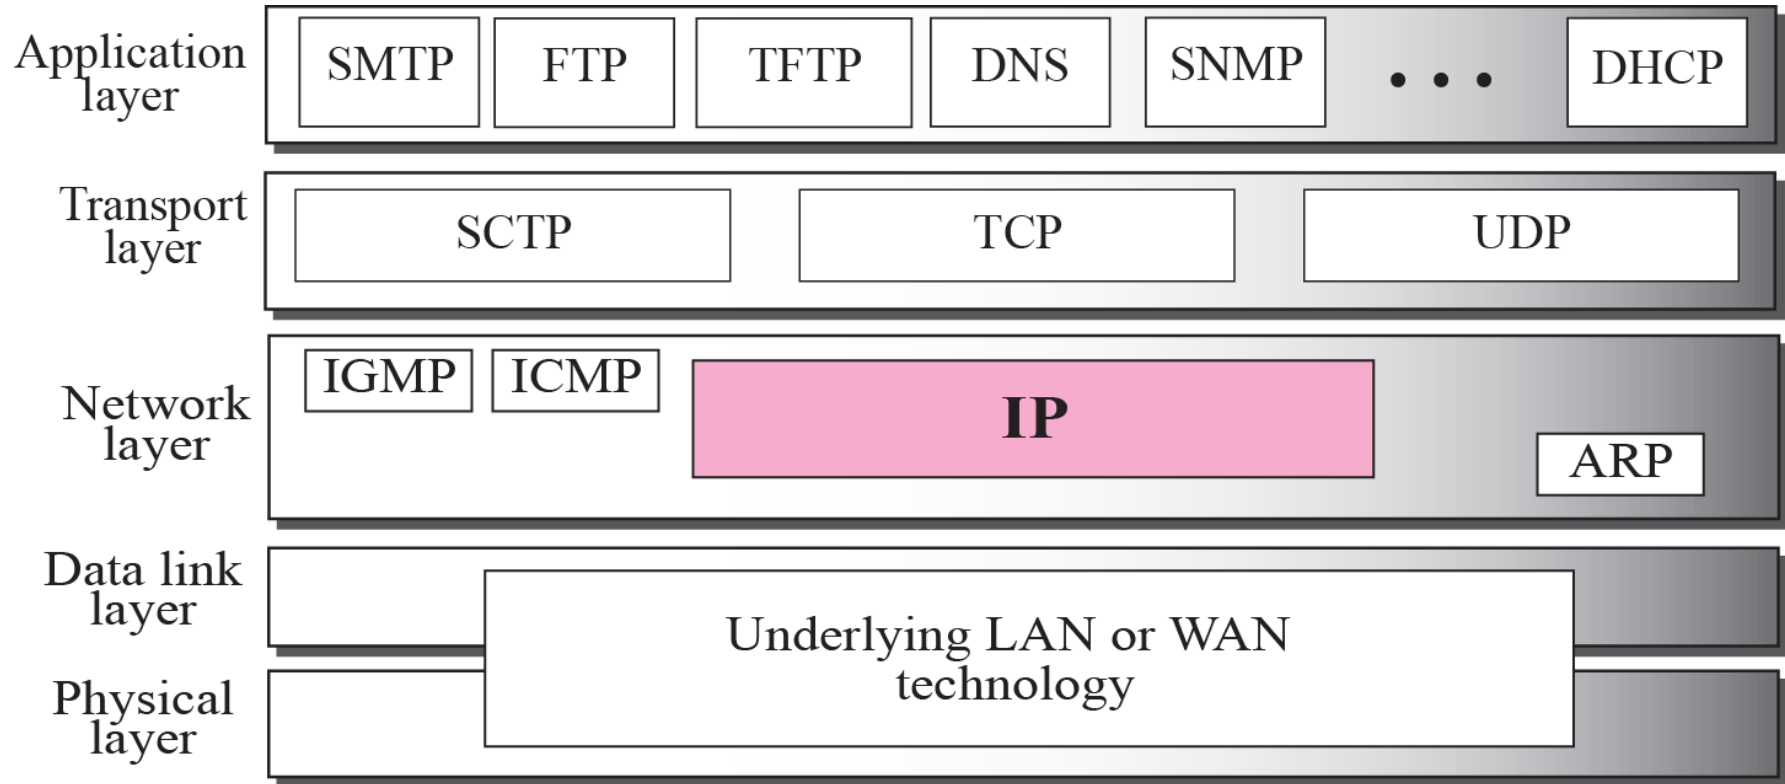 Application
layer
SMTP FTP TFTP DNS SNMP • • • DHCP
Transport
layer
SCTP TCP UDP
Network
layer
IGMP ICMP IP ARP
Data link
layer
Underlying LAN or WAN
technology
Physical
layer